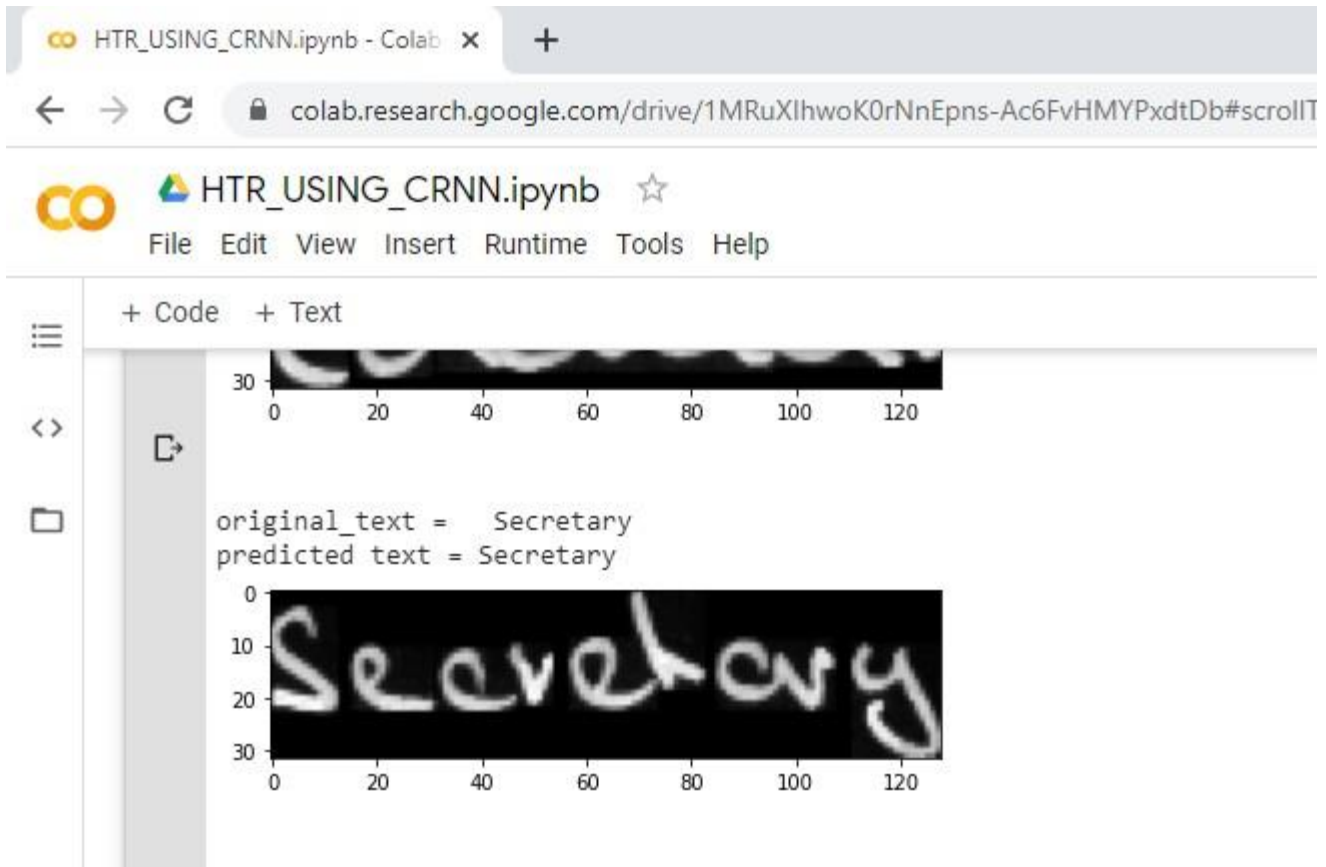 HTR_USING_CRNN.ipynb - Colab
colab.research.google.com/drive/1MRuXIhwoK0rNnEpns-Ac6FvHMYPxdtDb#scrollT
CO HTR_USING_CRNN.ipynb
File Edit View Insert Runtime Tools Help
+ Code + Text
30
0 20 40 60 80 100 120
original_text = Secretary
predicted text = Secretary
0
10
20
30
Secretary
0 20 40 60 80 100 120